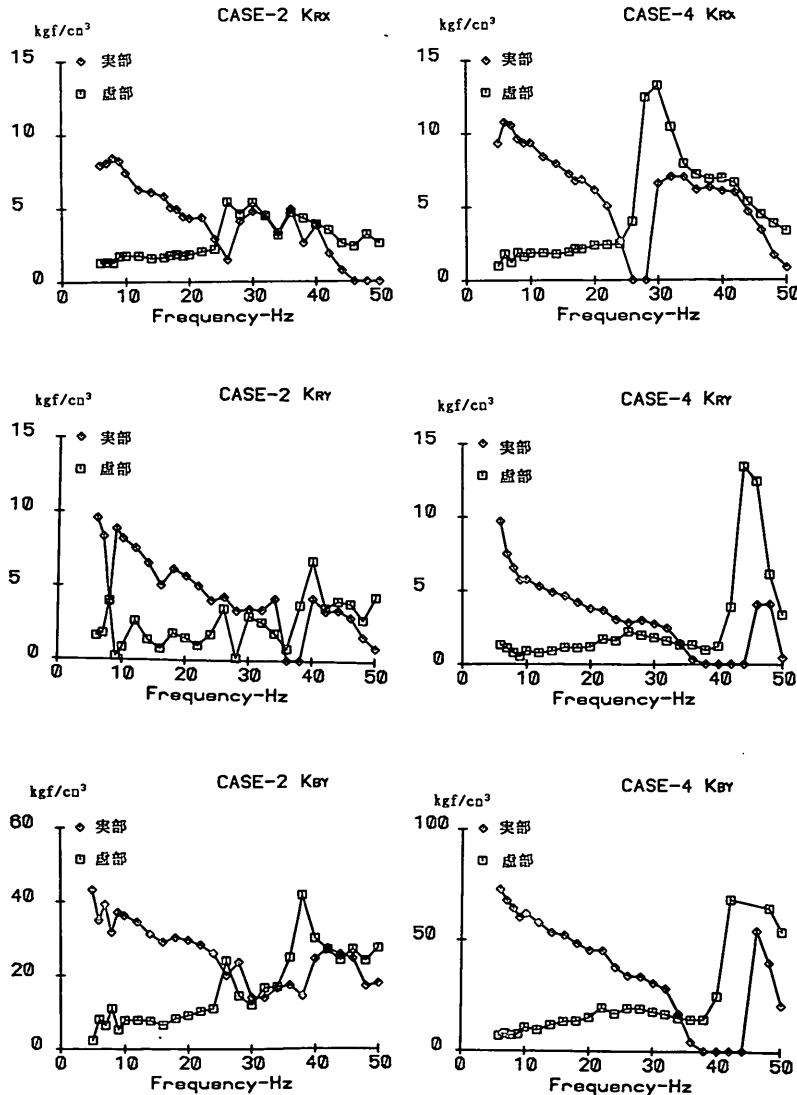 CASE-2 KRX
kgf/cm³
15
10
5
0
◇ 実部
□ 虚部
0 10 20 30 40 50
Frequency-Hz
CASE-4 KRX
kgf/cm³
15
10
5
0
◇ 実部
□ 虚部
0 10 20 30 40 50
Frequency-Hz
CASE-2 KRY
kgf/cm³
15
10
5
0
◇ 実部
□ 虚部
0 10 20 30 40 50
Frequency-Hz
CASE-4 KRY
kgf/cm³
15
10
5
0
◇ 実部
□ 虚部
0 10 20 30 40 50
Frequency-Hz
CASE-2 KBY
kgf/cm³
60
40
20
0
◇ 実部
□ 虚部
0 10 20 30 40 50
Frequency-Hz
CASE-4 KBY
kgf/cm³
100
50
0
◇ 実部
□ 虚部
0 10 20 30 40 50
Frequency-Hz